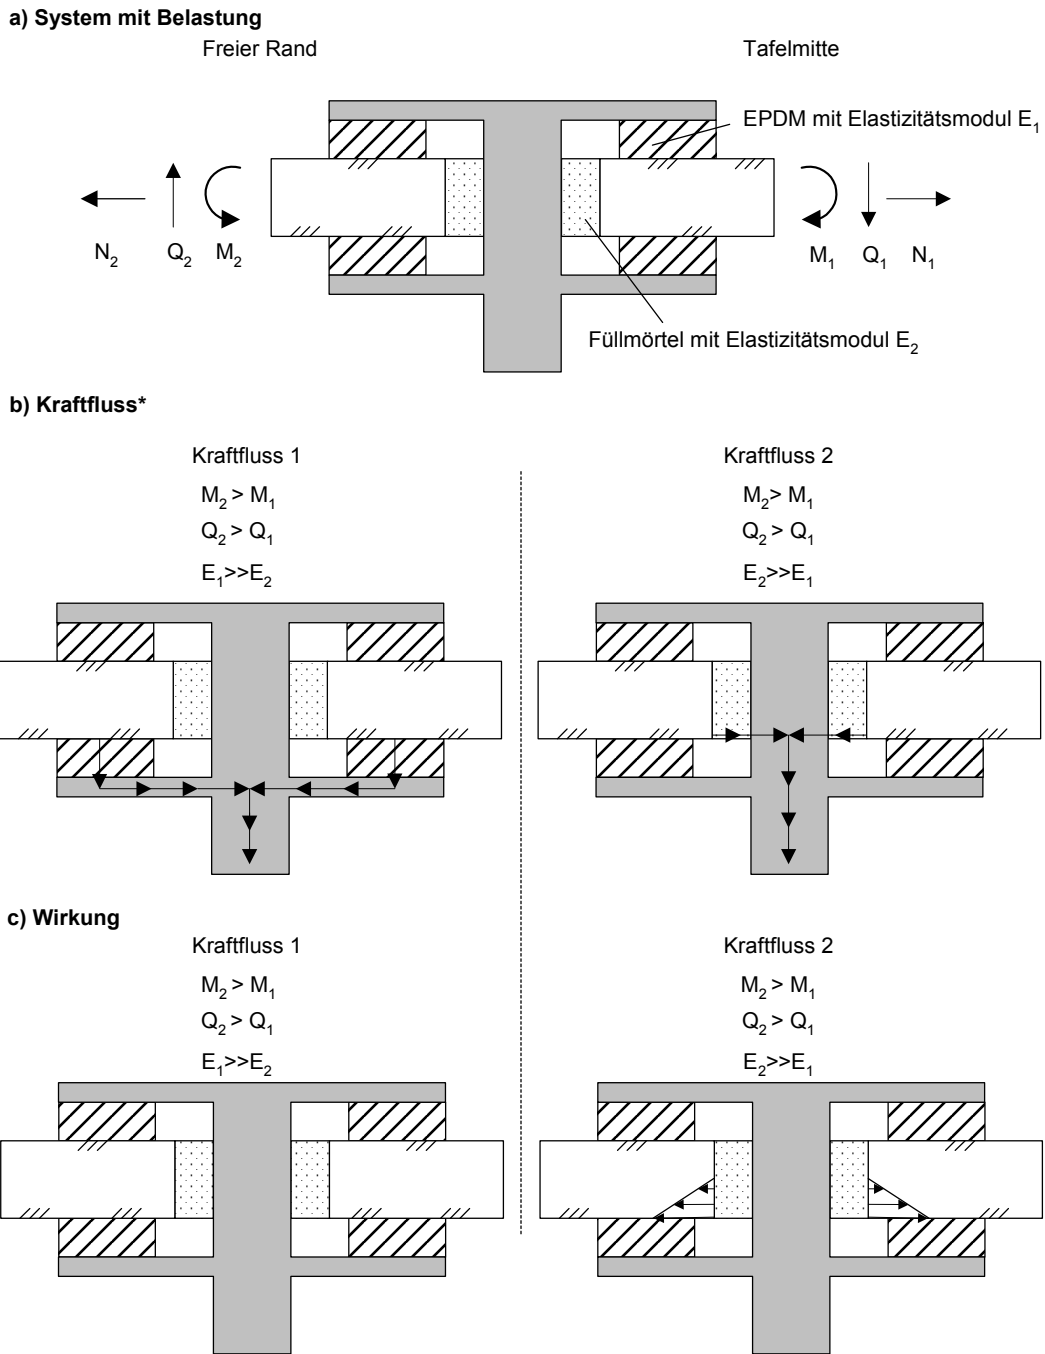 a) System mit Belastung
Freier Rand
Tafelmitte
EPDM mit Elastizitätsmodul E₁
N₂ Q₂ M₂
M₁ Q₁ N₁
Füllmörtel mit Elastizitätsmodul E₂
b) Kraftfluss*
Kraftfluss 1
M₂ > M₁
Q₂ > Q₁
E₁>>E₂
Kraftfluss 2
M₂> M₁
Q₂ > Q₁
E₂>>E₁
c) Wirkung
Kraftfluss 1
M₂ > M₁
Q₂ > Q₁
E₁>>E₂
Kraftfluss 2
M₂ > M₁
Q₂ > Q₁
E₂>>E₁